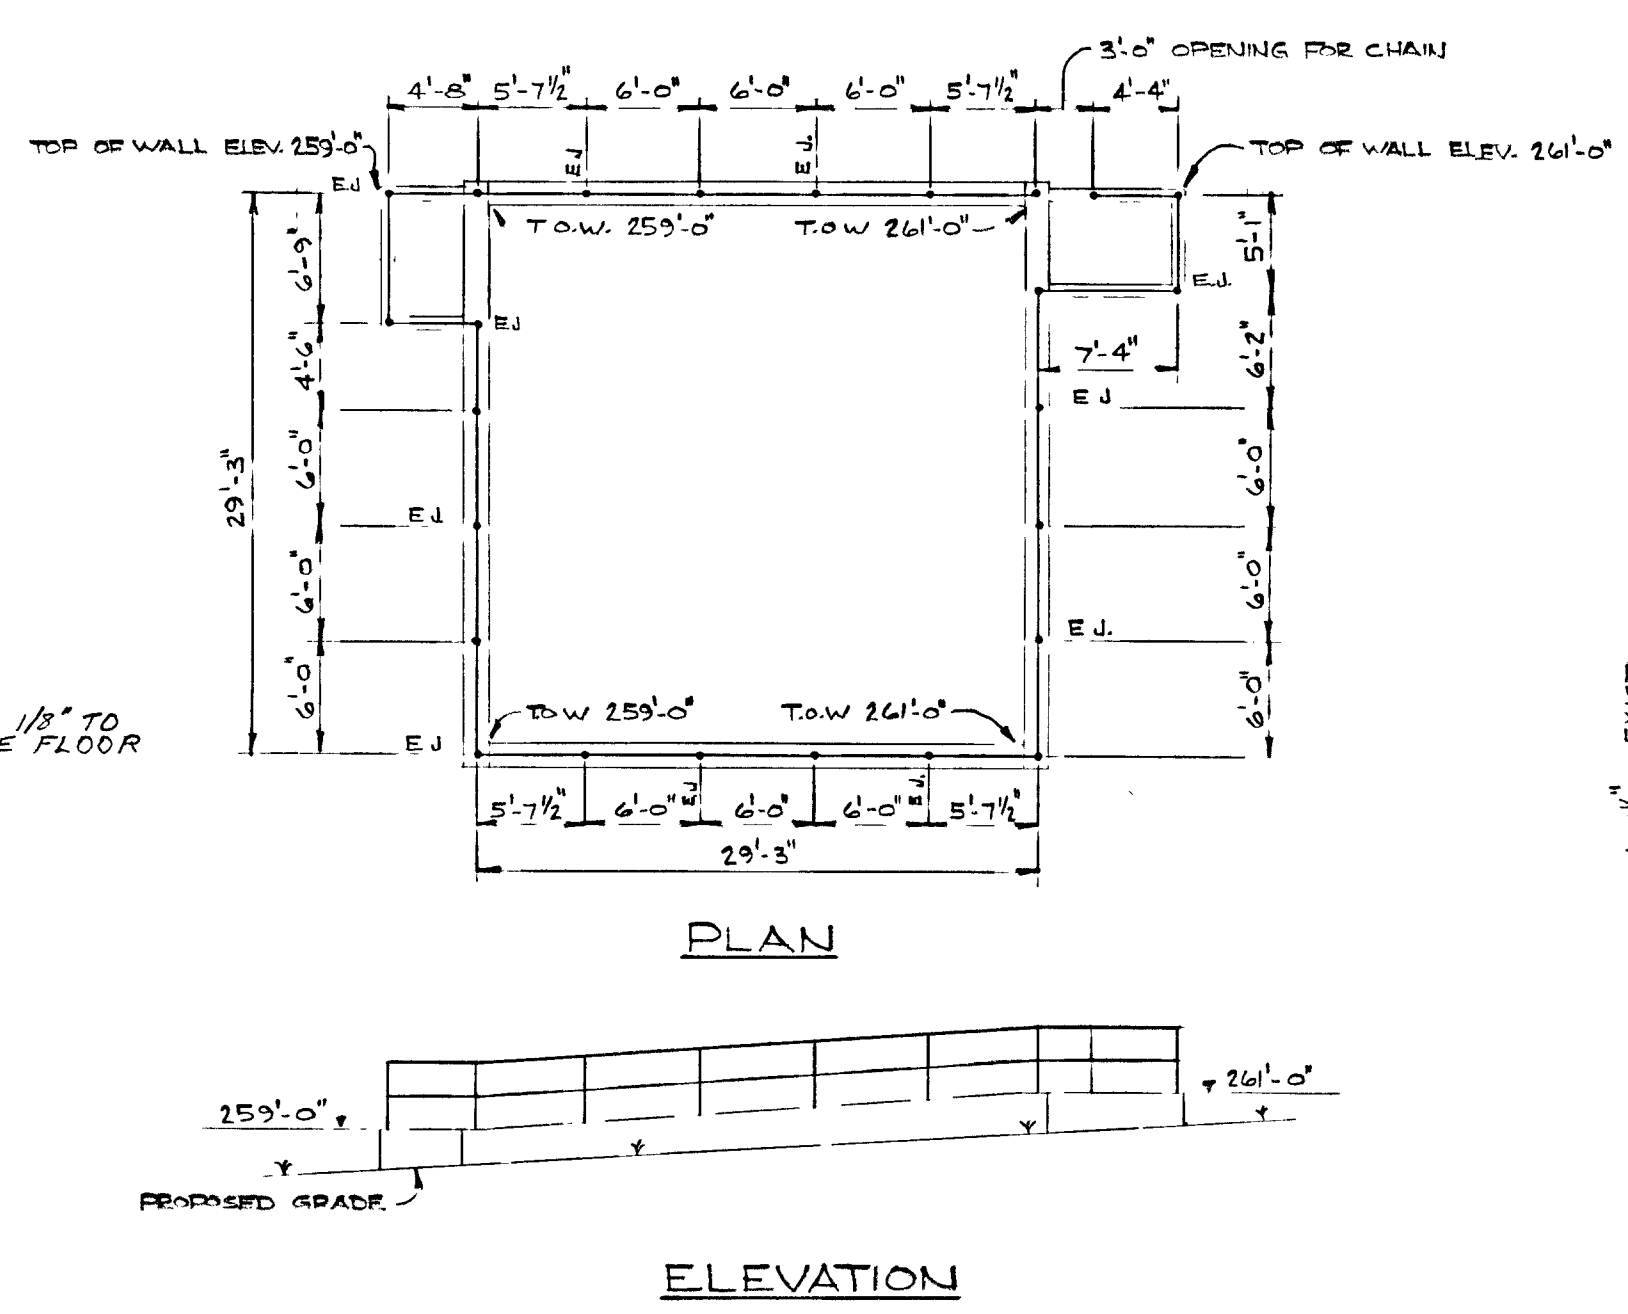 3'-0" OPENING FOR CHAIN
4'-8" 5'-7½" 6'-0" 6'-0" 6'-0" 5'-7½" 4'-4"
TOP OF WALL ELEV. 259'-0"
TOP OF WALL ELEV. 261'-0"
E.J
E.J.
EJ
T.O.W. 259'-0"
T.O.W 261'-0"
6'-9"
5'-1"
E.J.
EJ
4'-6"
7'-4"
6'-2"
E J
29'-3"
6'-0"
6'-0"
E J
6'-0"
6'-0"
E J.
6'-0"
6'-0"
T.O.W 259'-0"
T.O.W 261'-0"
1/8" TO
E FLOOR
E J
5'-7½" 6'-0" EJ 6'-0" 6'-0" E.J. 5'-7½"
29'-3"
PLAN
259'-0"
261'-0"
PROPOSED GRADE
ELEVATION